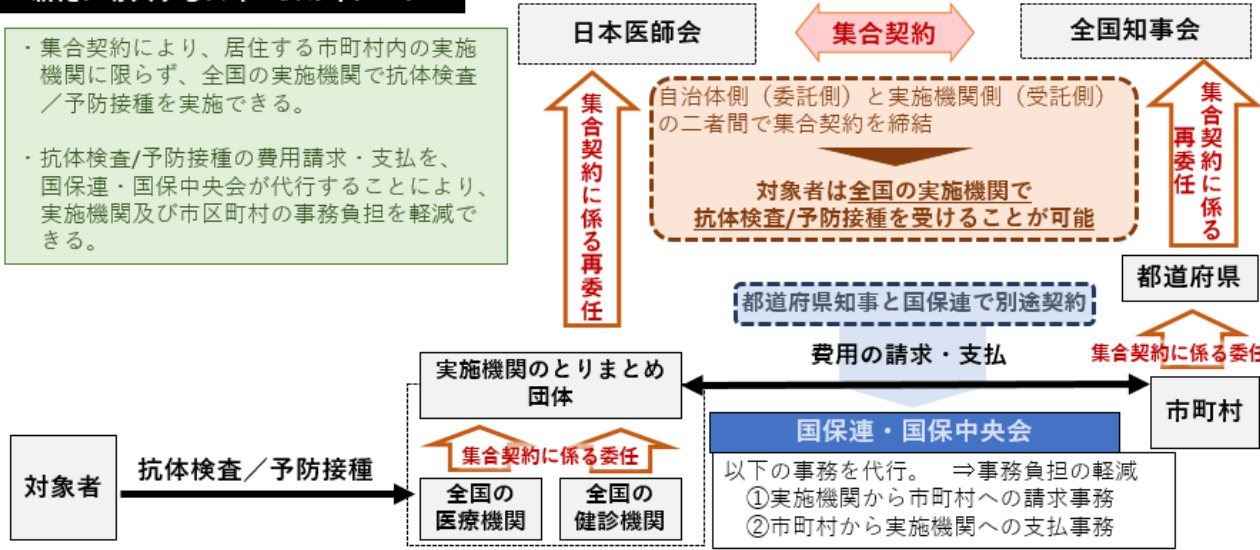 ・集合契約により、居住する市町村内の実施
機関に限らず、全国の実施機関で抗体検査
／予防接種を実施できる。
・抗体検査/予防接種の費用請求・支払を、
国保連・国保中央会が代行することにより、
実施機関及び市区町村の事務負担を軽減で
きる。
日本医師会
集合契約
全国知事会
自治体側（委託側）と実施機関側（受託側）
の二者間で集合契約を締結
対象者は全国の実施機関で
抗体検査/予防接種を受けることが可能
集合契約に係る再委任
集合契約に係る
再委任
都道府県
都道府県知事と国保連で別途契約
費用の請求・支払
集合契約に係る委任
実施機関のとりまとめ
団体
市町村
国保連・国保中央会
以下の事務を代行。　⇒事務負担の軽減
①実施機関から市町村への請求事務
②市町村から実施機関への支払事務
対象者
抗体検査／予防接種
集合契約に係る委任
全国の
医療機関
全国の
健診機関